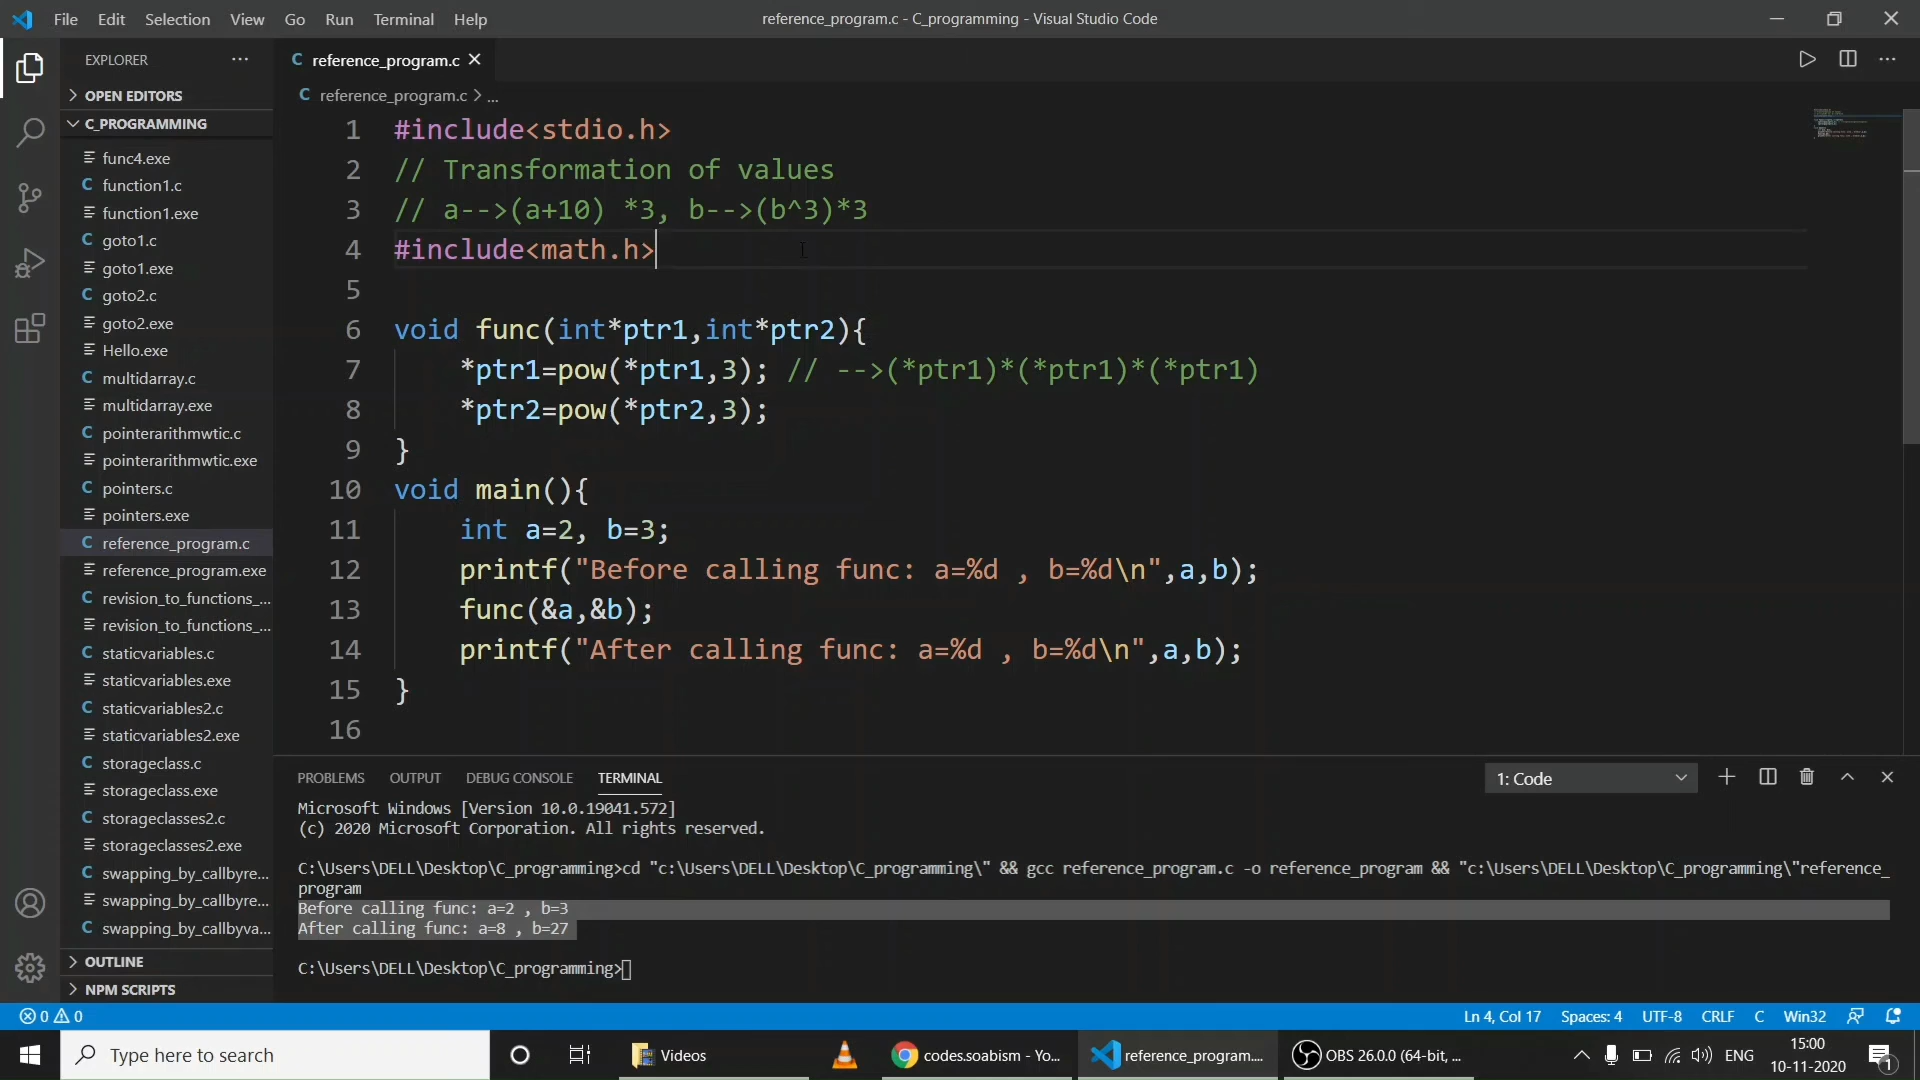 File Edit Selection View Go Run Terminal Help reference_program.c - C_programming - Visual Studio Code
EXPLORER ...
OPEN EDITORS
C_PROGRAMMING
func4.exe
C function1.c
function1.exe
C goto1.c
goto1.exe
C goto2.c
goto2.exe
Hello.exe
C multidarray.c
multidarray.exe
C pointerarithmwtic.c
pointerarithmwtic.exe
C pointers.c
pointers.exe
C reference_program.c
reference_program.exe
C revision_to_functions_...
revision_to_functions_...
C staticvariables.c
staticvariables.exe
C staticvariables2.c
staticvariables2.exe
C storageclass.c
storageclass.exe
C storageclasses2.c
storageclasses2.exe
C swapping_by_callbyre...
swapping_by_callbyre...
C swapping_by_callbyva...
OUTLINE
NPM SCRIPTS
C reference_program.c
C reference_program.c > ...
1 #include<stdio.h>
2 // Transformation of values
3 // a-->(a+10) *3, b-->(b^3)*3
4 #include<math.h>
5
6 void func(int*ptr1,int*ptr2){
7 *ptr1=pow(*ptr1,3); // -->(*ptr1)*(*ptr1)*(*ptr1)
8 *ptr2=pow(*ptr2,3);
9 }
10 void main(){
11 int a=2, b=3;
12 printf("Before calling func: a=%d , b=%d\n",a,b);
13 func(&a,&b);
14 printf("After calling func: a=%d , b=%d\n",a,b);
15 }
16
PROBLEMS OUTPUT DEBUG CONSOLE TERMINAL 1: Code
Microsoft Windows [Version 10.0.19041.572]
(c) 2020 Microsoft Corporation. All rights reserved.
C:\Users\DELL\Desktop\C_programming>cd "c:\Users\DELL\Desktop\C_programming\" && gcc reference_program.c -o reference_program && "c:\Users\DELL\Desktop\C_programming\"reference_
program
Before calling func: a=2 , b=3
After calling func: a=8 , b=27
C:\Users\DELL\Desktop\C_programming>
0 0 Ln 4, Col 17 Spaces: 4 UTF-8 CRLF C Win32
Type here to search Videos codes.soabism - Yo... reference_program.... OBS 26.0.0 (64-bit, ... ENG
15:00
10-11-2020
1